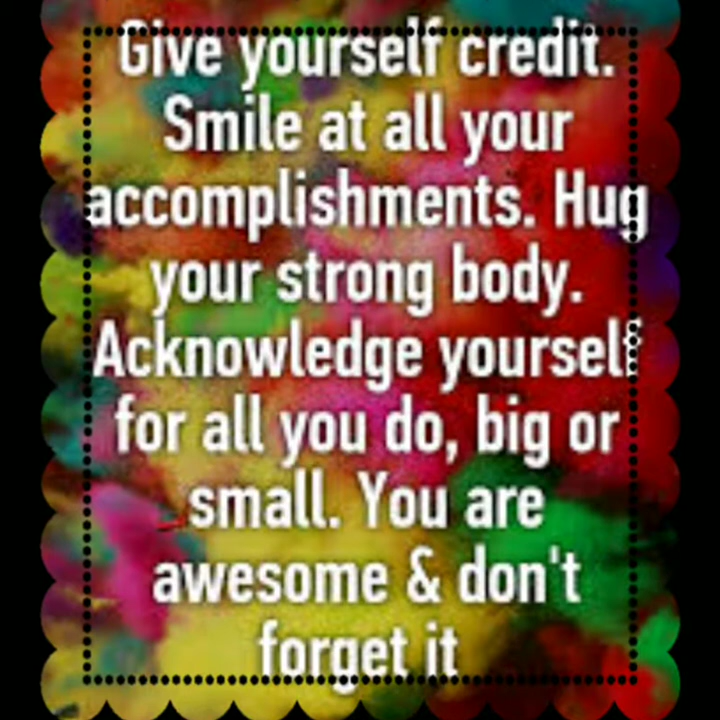 Give yourself credit.
Smile at all your
accomplishments. Hug
your strong body.
Acknowledge yourself
for all you do, big or
small. You are
awesome & don't
forget it